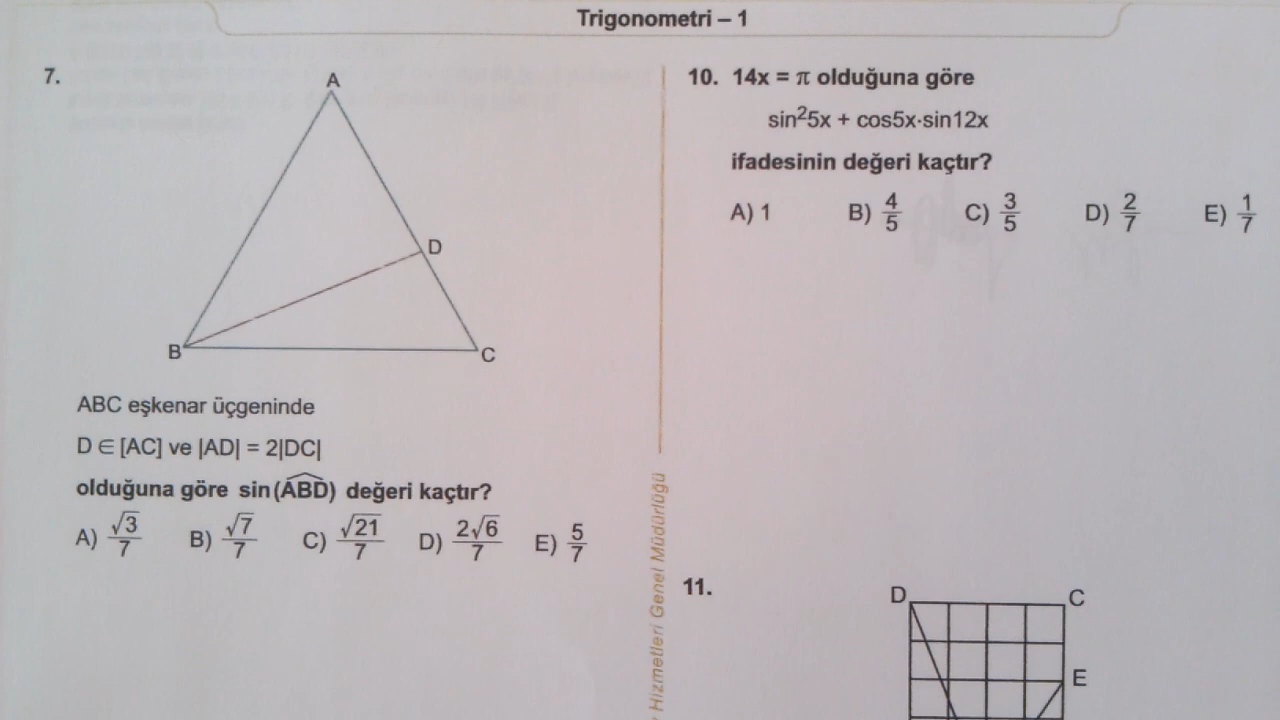 Trigonometri – 1
7.
A
D
B
C
ABC eşkenar üçgeninde
D ∈ [AC] ve |AD| = 2|DC|
olduğuna göre sin(ABD) değeri kaçtır?
A) √3/7 B) √7/7 C) √21/7 D) 2√6/7 E) 5/7
Hizmetleri Genel Müdürlüğü
10. 14x = π olduğuna göre
sin²5x + cos5x·sin12x
ifadesinin değeri kaçtır?
A) 1 B) 4/5 C) 3/5 D) 2/7 E) 1/7
11.
D
C
E